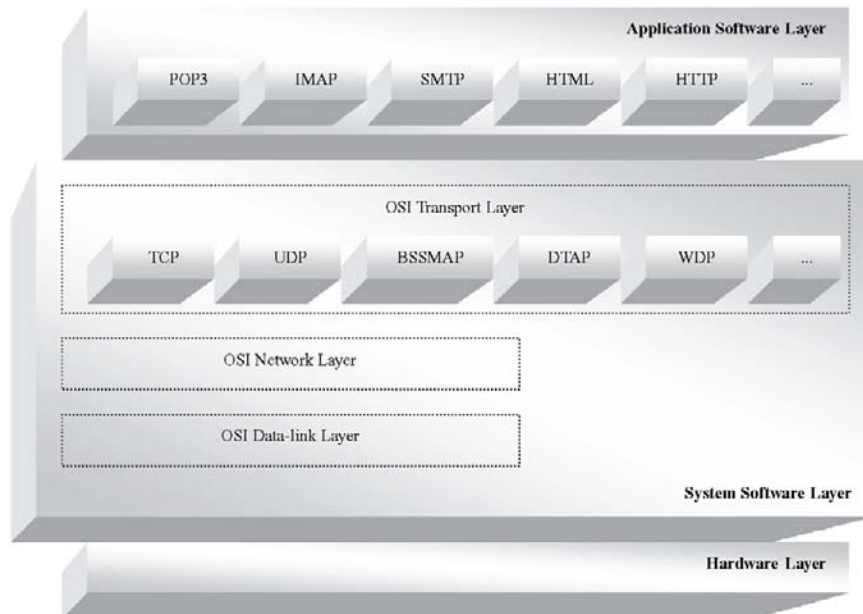 Application Software Layer
POP3 IMAP SMTP HTML HTTP ...
OSI Transport Layer
TCP UDP BSSMAP DTAP WDP ...
OSI Network Layer
OSI Data-link Layer
System Software Layer
Hardware Layer